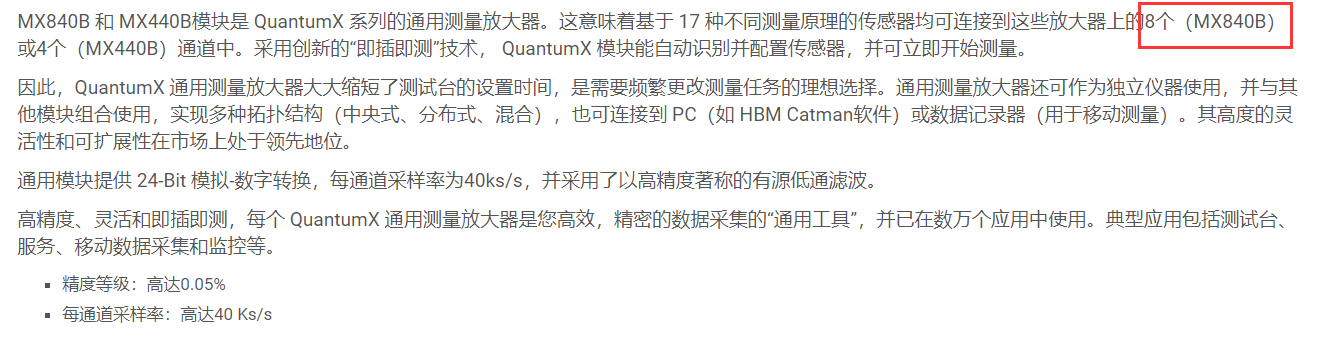 MX840B 和 MX440B模块是 QuantumX 系列的通用测量放大器。这意味着基于 17 种不同测量原理的传感器均可连接到这些放大器上的8个（MX840B）
或4个（MX440B）通道中。采用创新的“即插即测”技术， QuantumX 模块能自动识别并配置传感器，并可立即开始测量。
因此，QuantumX 通用测量放大器大大缩短了测试台的设置时间，是需要频繁更改测量任务的理想选择。通用测量放大器还可作为独立仪器使用，并与其
他模块组合使用，实现多种拓扑结构（中央式、分布式、混合），也可连接到 PC（如 HBM Catman软件）或数据记录器（用于移动测量）。其高度的灵
活性和可扩展性在市场上处于领先地位。
通用模块提供 24-Bit 模拟-数字转换，每通道采样率为40ks/s，并采用了以高精度著称的有源低通滤波。
高精度、灵活和即插即测，每个 QuantumX 通用测量放大器是您高效，精密的数据采集的“通用工具”，并已在数万个应用中使用。典型应用包括测试台、
服务、移动数据采集和监控等。
▪ 精度等级：高达0.05%
▪ 每通道采样率：高达40 Ks/s